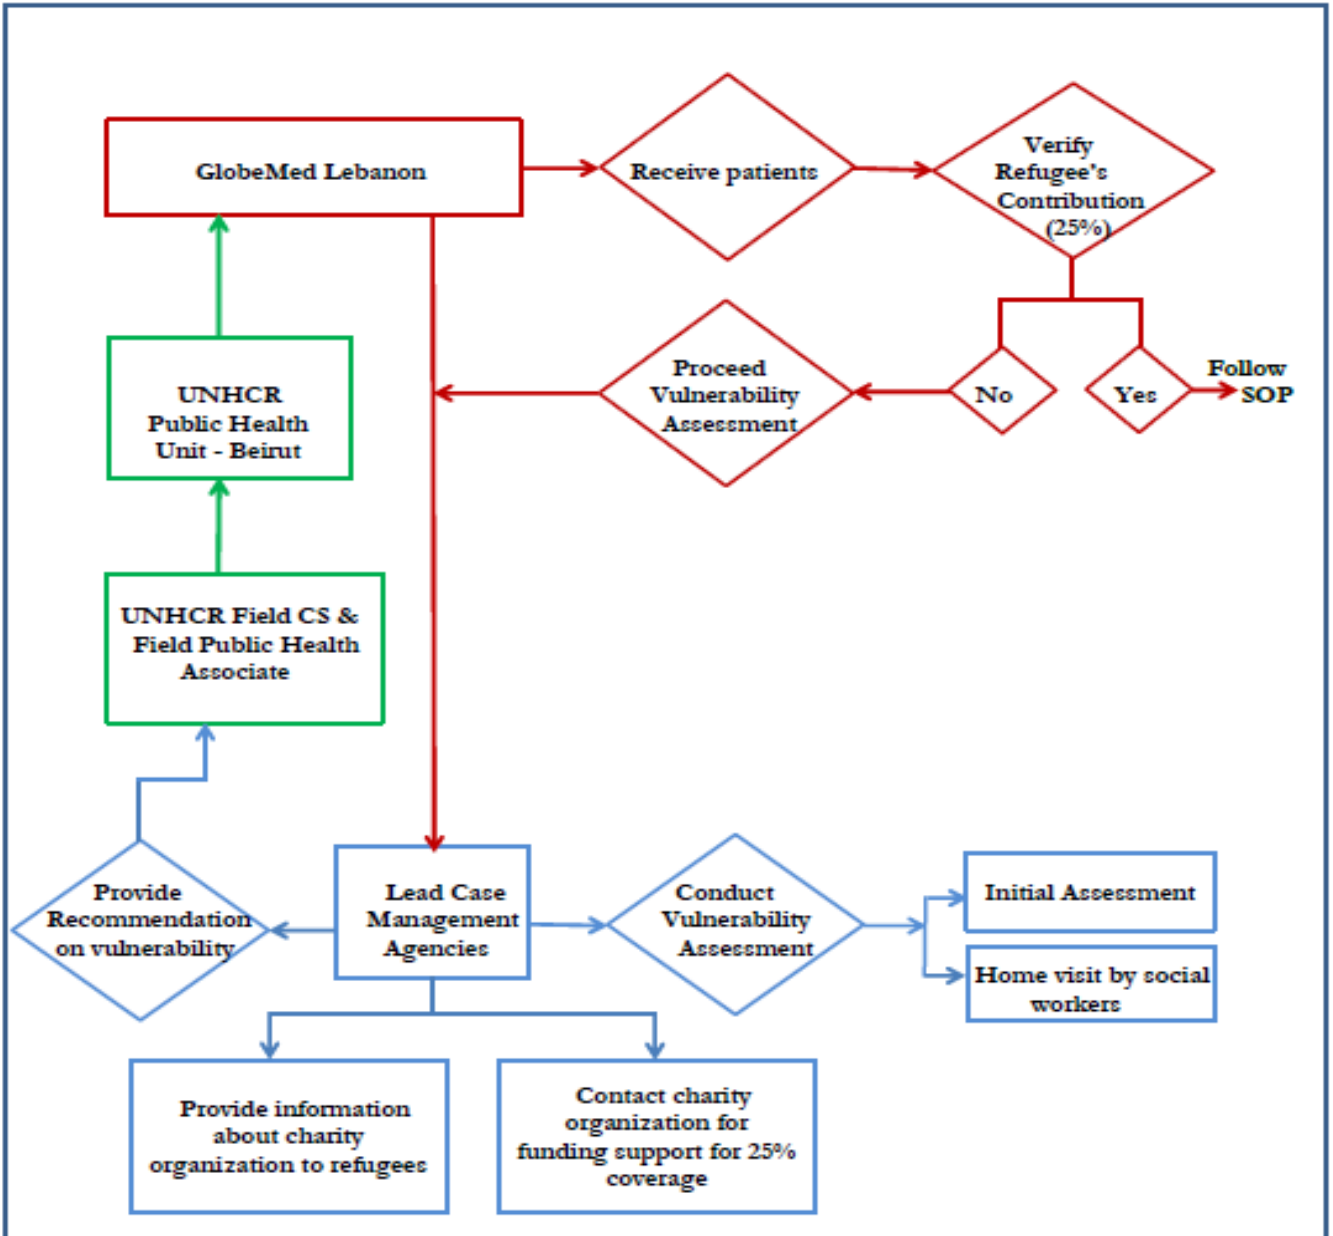 GlobeMed Lebanon
Receive patients
Verify
Refugee's
Contribution
(25%)
Proceed
Vulnerability
Assessment
No
Yes
Follow
SOP
UNHCR
Public Health
Unit - Beirut
UNHCR Field CS &
Field Public Health
Associate
Provide
Recommendation
on vulnerability
Lead Case
Management
Agencies
Conduct
Vulnerability
Assessment
Initial Assessment
Home visit by social
workers
Provide information
about charity
organization to refugees
Contact charity
organization for
funding support for 25%
coverage